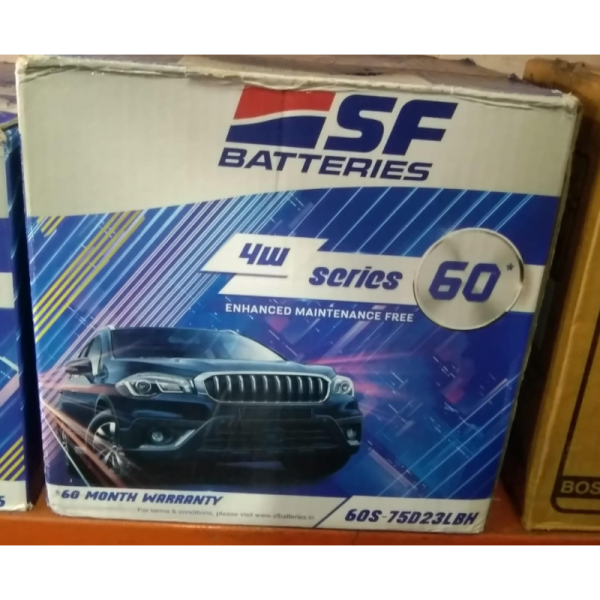 SF
BATTERIES
4W series 60*
ENHANCED MAINTENANCE FREE
*60 MONTH WARRANTY
For terms & conditions, please visit www.sfbatteries.in
60S-75D23LBH
BOS